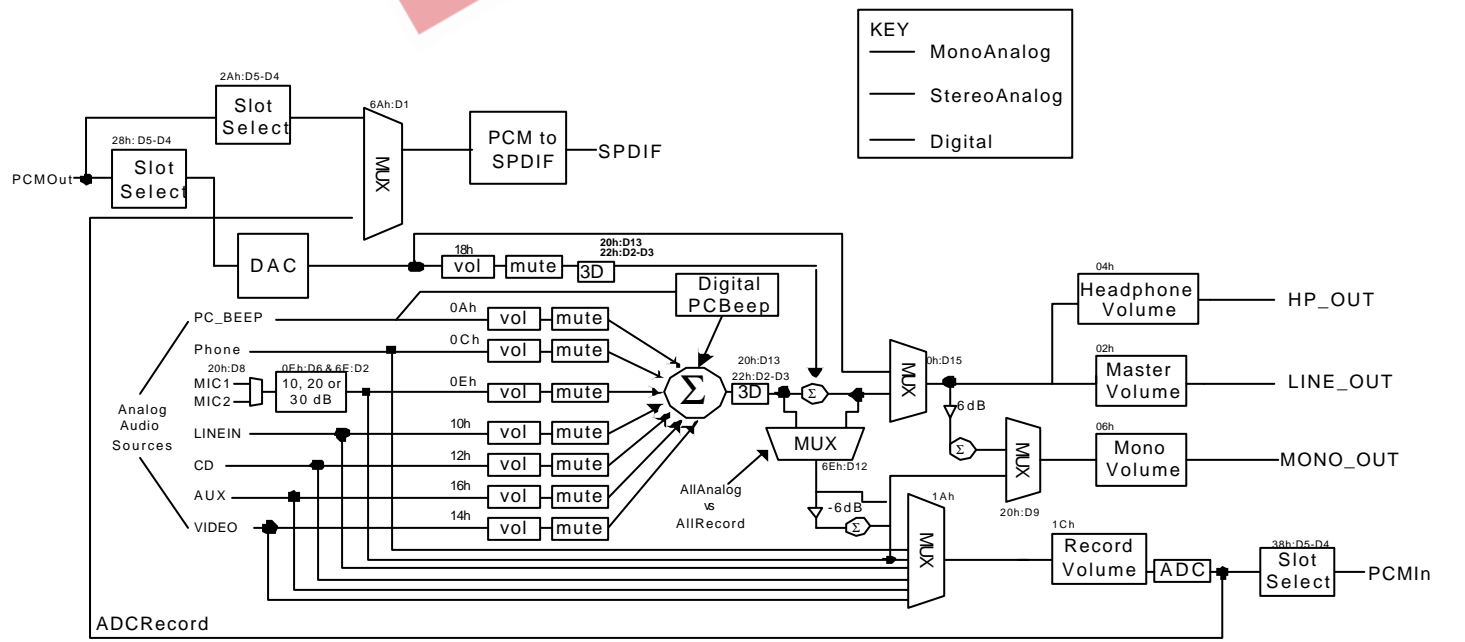 KEY
MonoAnalog
StereoAnalog
Digital
2Ah:D5-D4
Slot
Select
6Ah:D1
MUX
PCM to
SPDIF
SPDIF
28h: D5-D4
Slot
Select
PCMOut
DAC
18h
vol
mute
20h:D13
22h:D2-D3
3D
Digital
PCBeep
PC_BEEP
0Ah
vol
mute
Phone
0Ch
vol
mute
20h:D8
MIC1
MIC2
0Eh:D6 & 6E:D2
10, 20 or
30 dB
0Eh
vol
mute
Analog
Audio
Sources
LINEIN
10h
vol
mute
CD
12h
vol
mute
AUX
16h
vol
mute
VIDEO
14h
vol
mute
Σ
20h:D13
22h:D2-D3
3D
Σ
MUX
6Eh:D12
AllAnalog
vs
AllRecord
-6dB
Σ
MUX
0h:D15
6dB
Σ
MUX
20h:D9
1Ah
MUX
04h
Headphone
Volume
HP_OUT
02h
Master
Volume
LINE_OUT
06h
Mono
Volume
MONO_OUT
1Ch
Record
Volume
ADC
38h:D5-D4
Slot
Select
PCMIn
ADCRecord